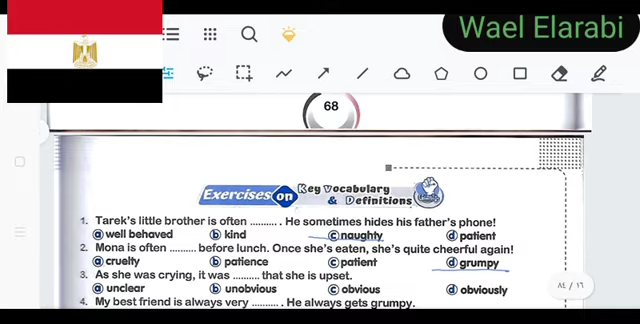 Wael Elarabi
68
Exercises on Key Vocabulary & Definitions
1. Tarek's little brother is often .......... . He sometimes hides his father's phone!
a well behaved b kind c naughty d patient
2. Mona is often .......... before lunch. Once she's eaten, she's quite cheerful again!
a cruelty b patience c patient d grumpy
3. As she was crying, it was .......... that she is upset.
a unclear b unobvious c obvious d obviously
٨٤ / ١٦
4. My best friend is always very .......... . He always gets grumpy.